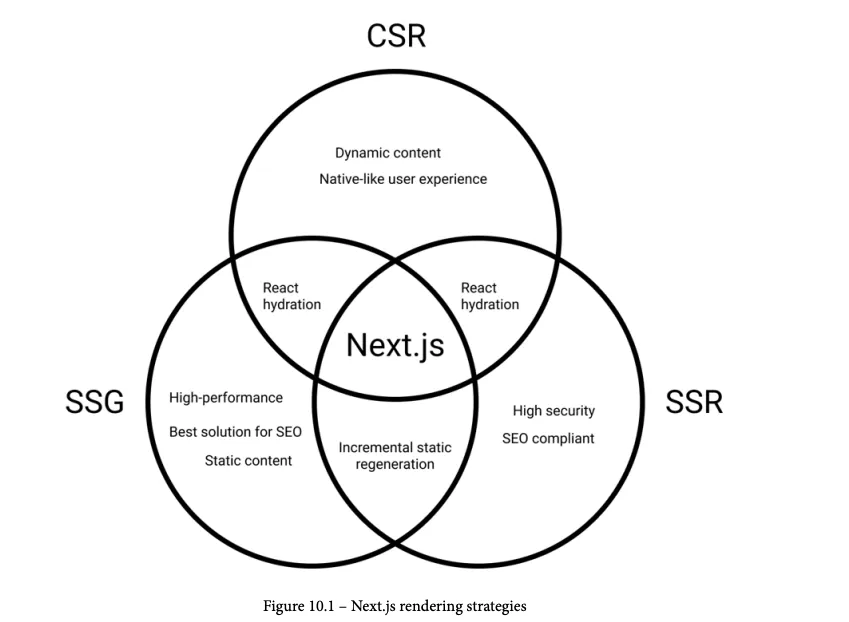 CSR
Dynamic content
Native-like user experience
React
hydration
React
hydration
Next.js
SSG
High-performance
Best solution for SEO
Static content
Incremental static
regeneration
High security
SEO compliant
SSR
Figure 10.1 – Next.js rendering strategies